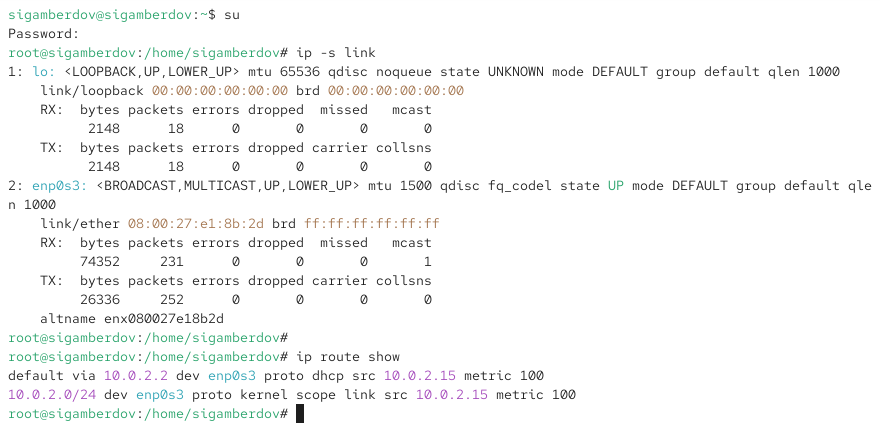 sigamberdov@sigamberdov:~$ su
Password:
root@sigamberdov:/home/sigamberdov# ip -s link
1: lo: <LOOPBACK,UP,LOWER_UP> mtu 65536 qdisc noqueue state UNKNOWN mode DEFAULT group default qlen 1000
    link/loopback 00:00:00:00:00:00 brd 00:00:00:00:00:00
    RX:  bytes packets errors dropped  missed   mcast
          2148      18      0       0       0       0
    TX:  bytes packets errors dropped carrier collsns
          2148      18      0       0       0       0
2: enp0s3: <BROADCAST,MULTICAST,UP,LOWER_UP> mtu 1500 qdisc fq_codel state UP mode DEFAULT group default qle
n 1000
    link/ether 08:00:27:e1:8b:2d brd ff:ff:ff:ff:ff:ff
    RX:  bytes packets errors dropped  missed   mcast
         74352     231      0       0       0       1
    TX:  bytes packets errors dropped carrier collsns
         26336     252      0       0       0       0
    altname enx080027e18b2d
root@sigamberdov:/home/sigamberdov#
root@sigamberdov:/home/sigamberdov# ip route show
default via 10.0.2.2 dev enp0s3 proto dhcp src 10.0.2.15 metric 100
10.0.2.0/24 dev enp0s3 proto kernel scope link src 10.0.2.15 metric 100
root@sigamberdov:/home/sigamberdov#